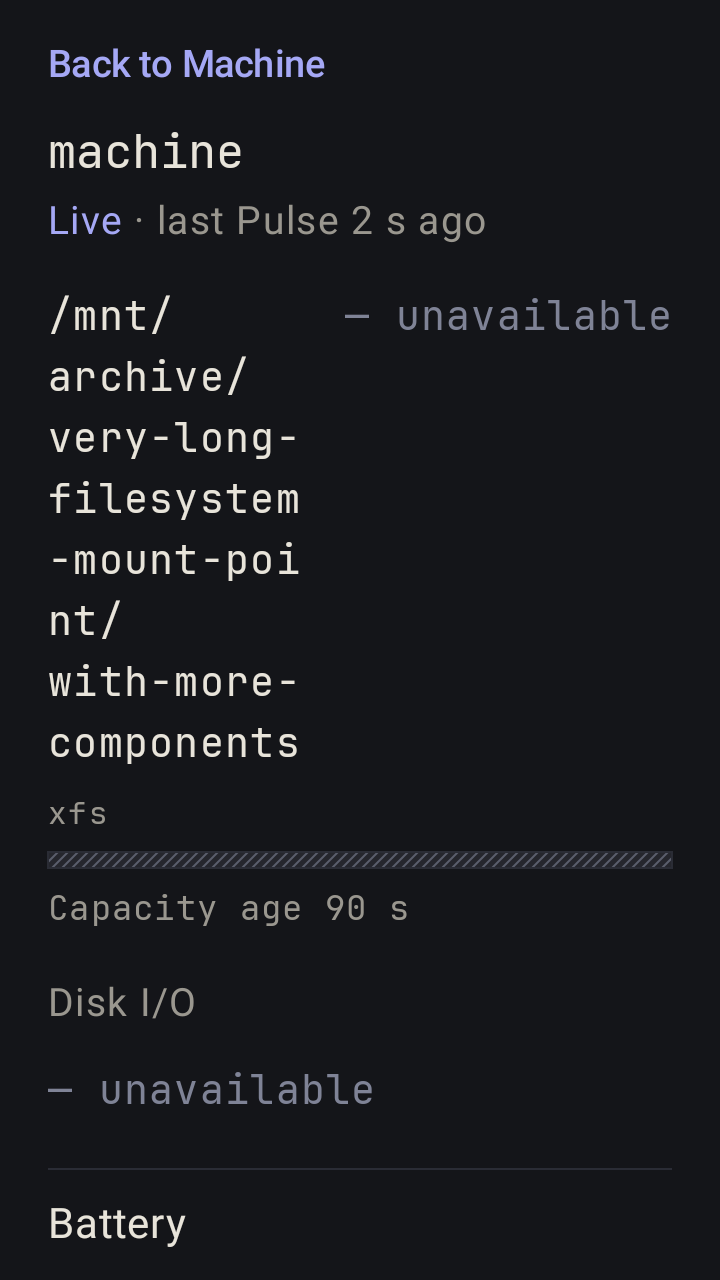 Back to Machine
machine
Live · last Pulse 2 s ago
/mnt/ — unavailable
archive/
very-long-
filesystem
-mount-poi
nt/
with-more-
components
xfs
Capacity age 90 s
Disk I/O
— unavailable
Battery